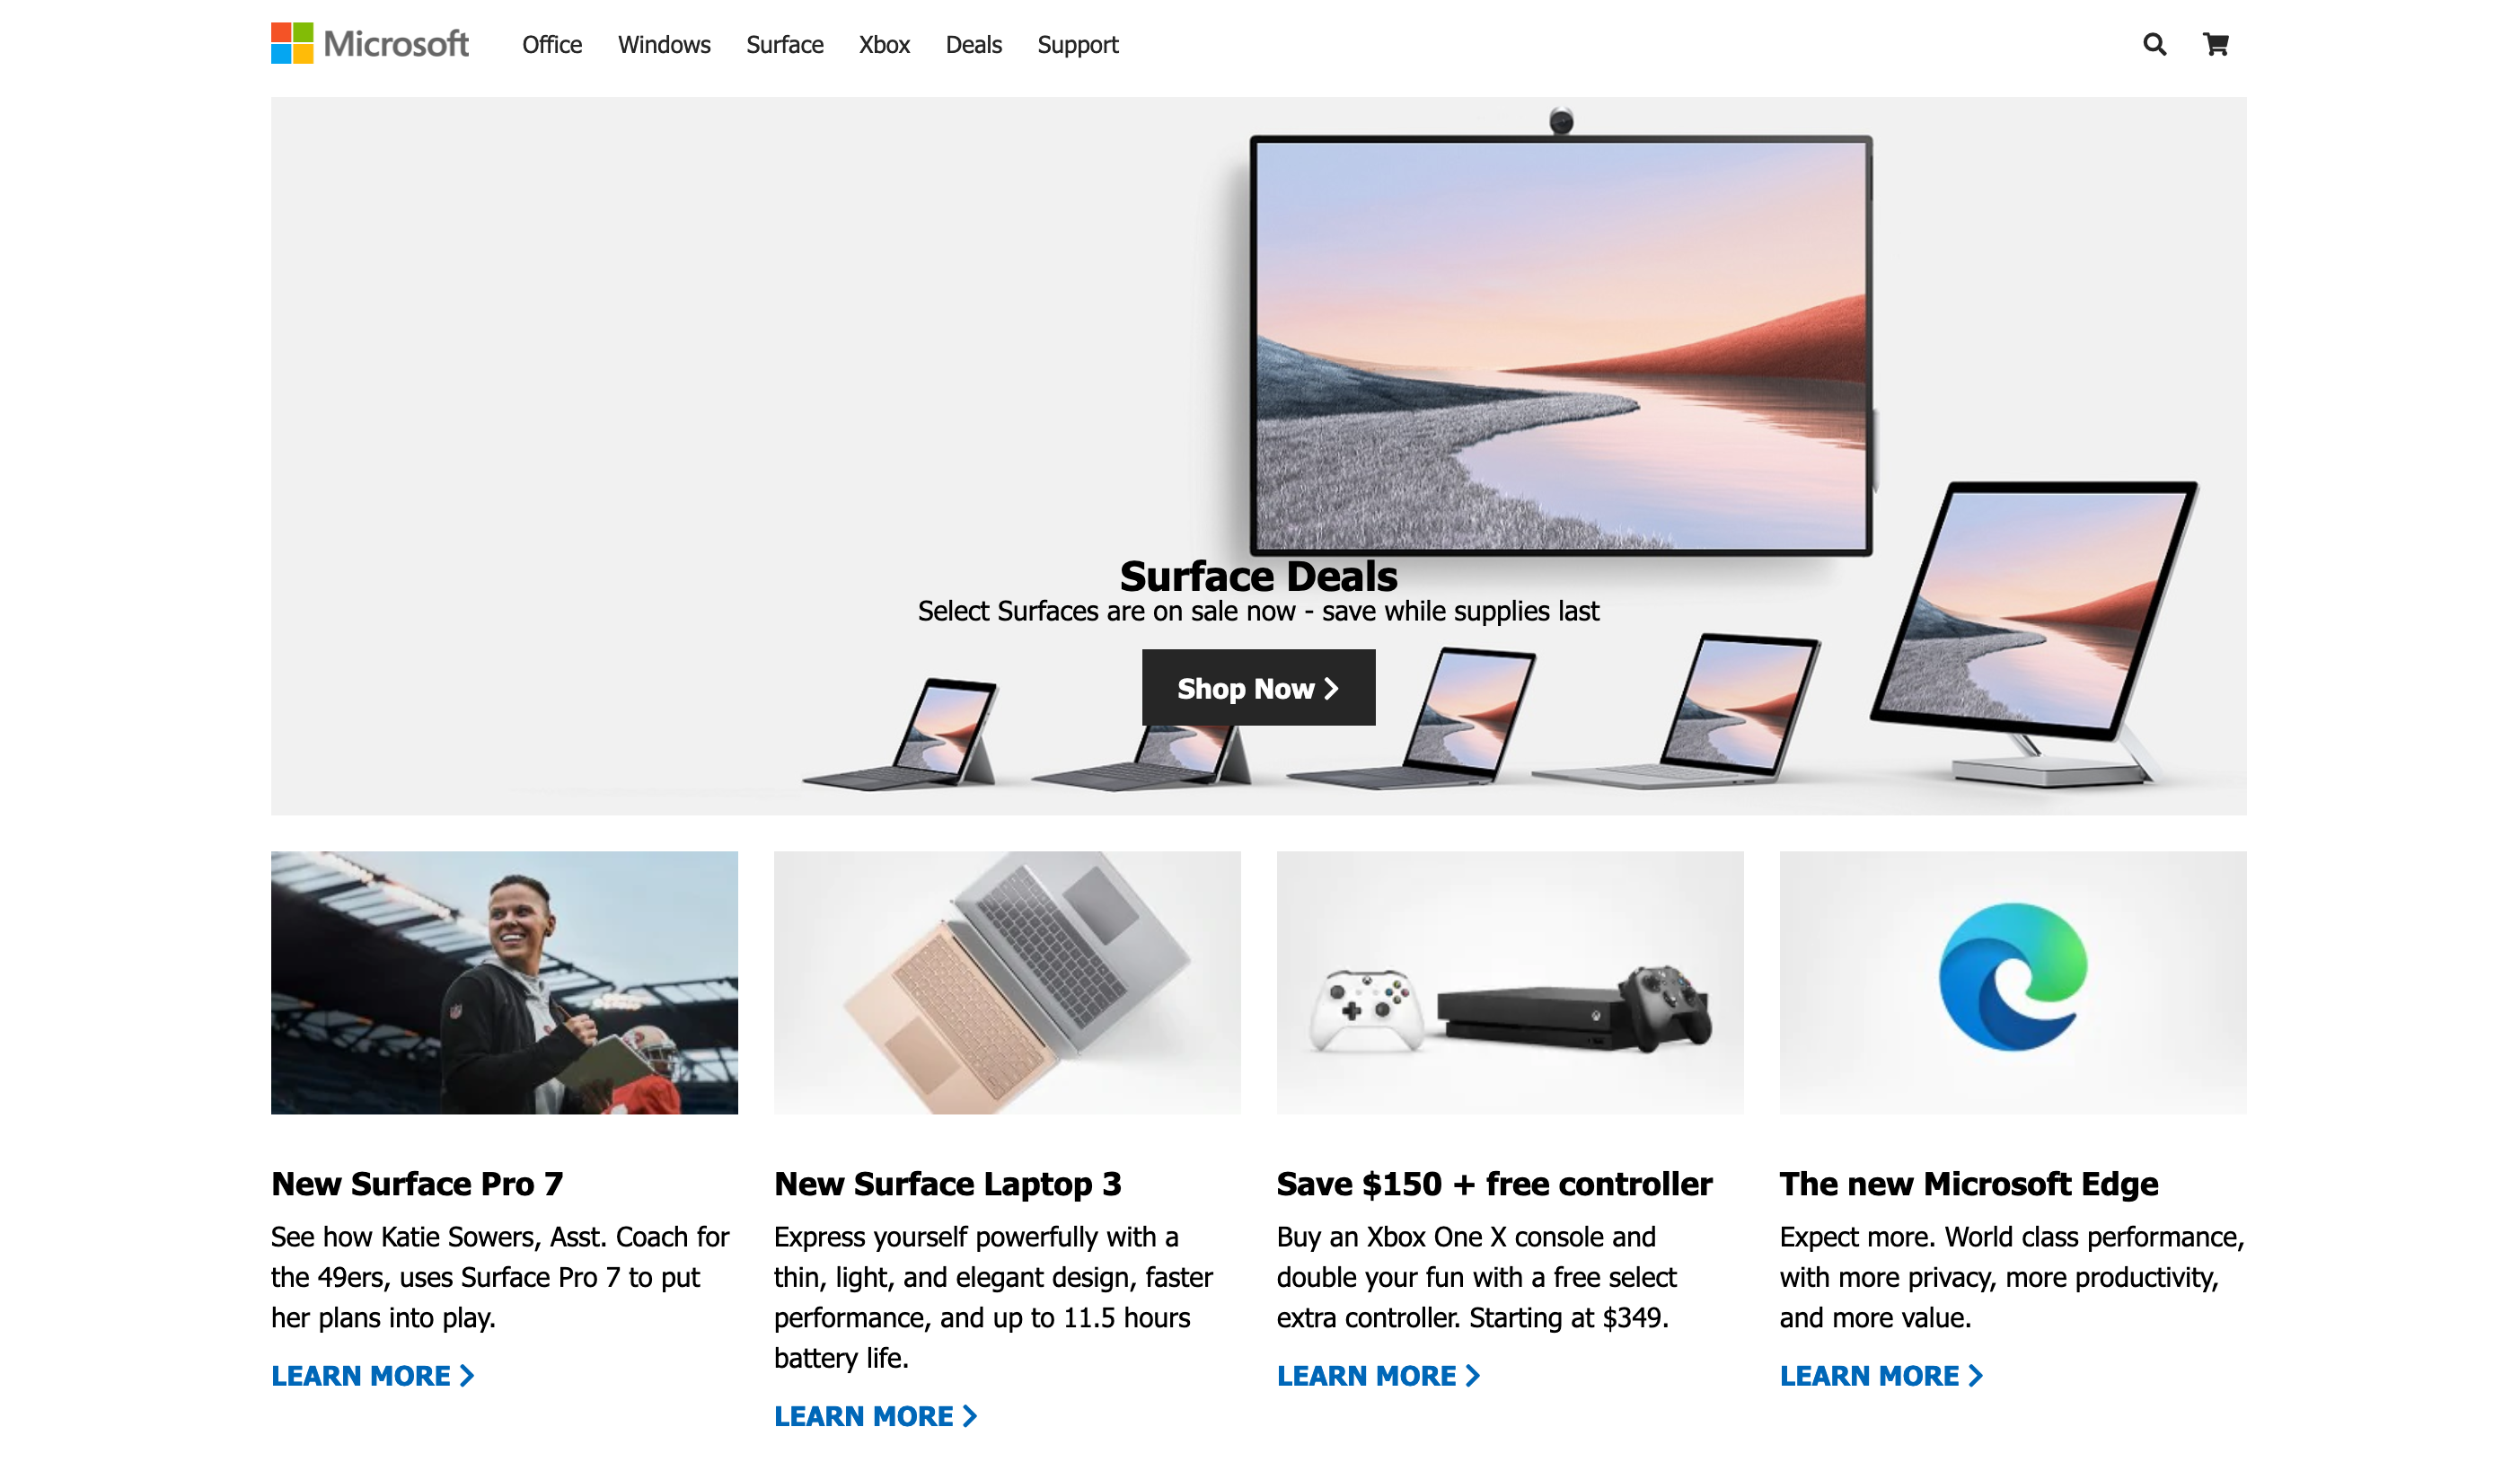 Microsoft
Office Windows Surface Xbox Deals Support
Surface Deals
Select Surfaces are on sale now - save while supplies last
Shop Now
New Surface Pro 7
See how Katie Sowers, Asst. Coach for
the 49ers, uses Surface Pro 7 to put
her plans into play.
LEARN MORE
New Surface Laptop 3
Express yourself powerfully with a
thin, light, and elegant design, faster
performance, and up to 11.5 hours
battery life.
LEARN MORE
Save $150 + free controller
Buy an Xbox One X console and
double your fun with a free select
extra controller. Starting at $349.
LEARN MORE
The new Microsoft Edge
Expect more. World class performance,
with more privacy, more productivity,
and more value.
LEARN MORE